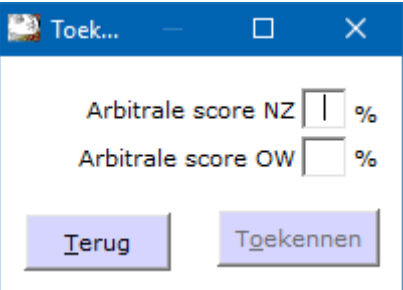 Toek...
Arbitrale score NZ %
Arbitrale score OW %
Terug Toekennen